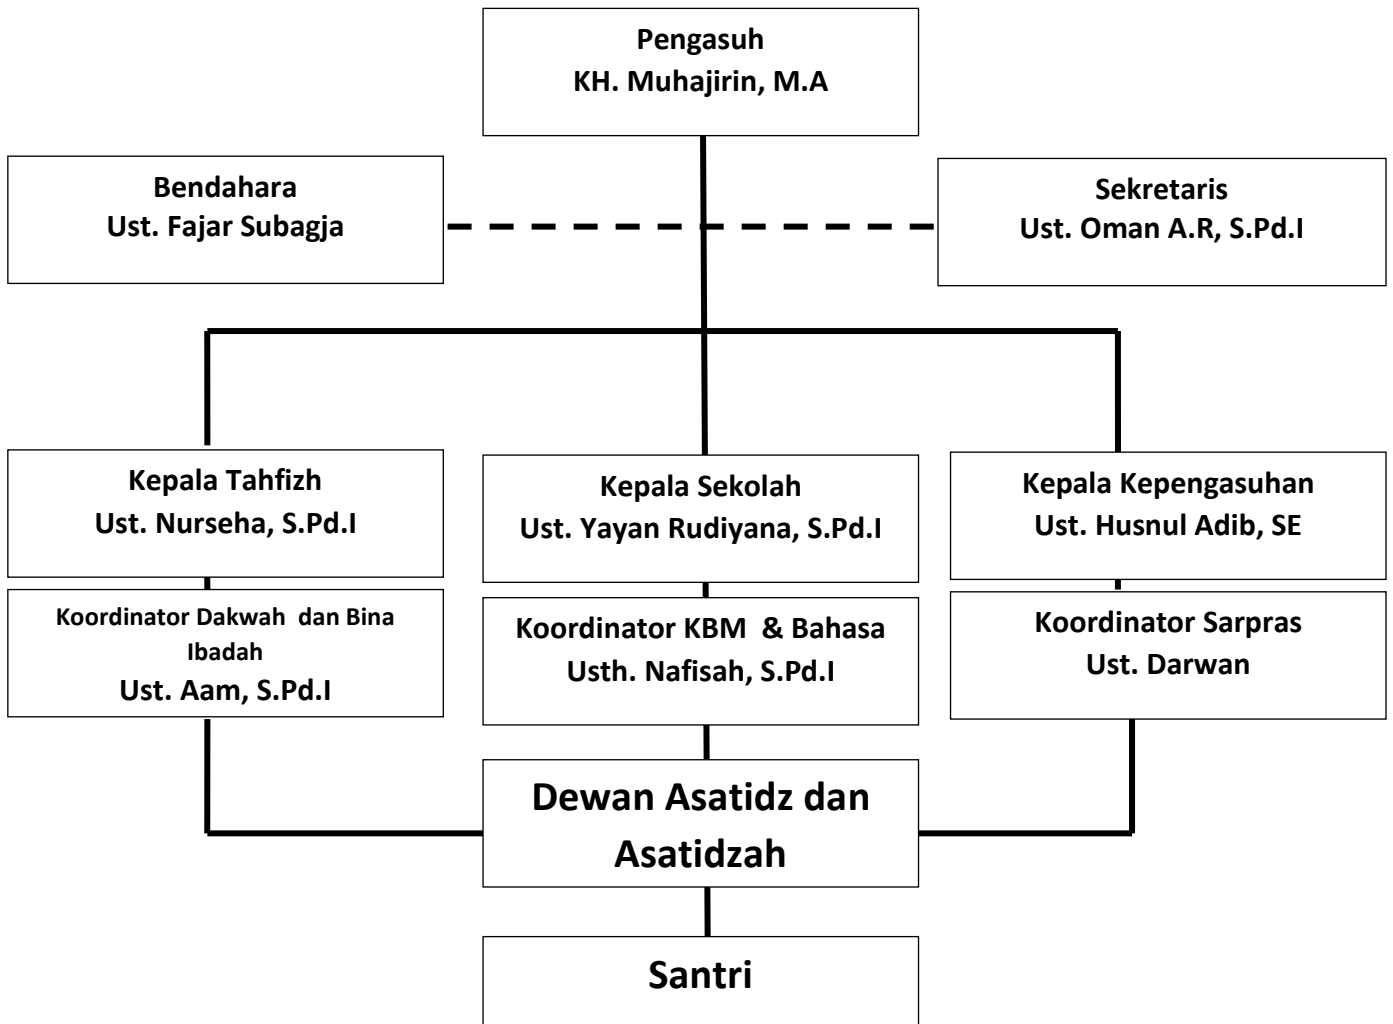 Pengasuh
KH. Muhajirin, M.A
Bendahara
Ust. Fajar Subagja
Sekretaris
Ust. Oman A.R, S.Pd.I
Kepala Tahfizh
Ust. Nurseha, S.Pd.I
Kepala Sekolah
Ust. Yayan Rudiyana, S.Pd.I
Kepala Kepengasuhan
Ust. Husnul Adib, SE
Koordinator Dakwah  dan Bina
Ibadah
Ust. Aam, S.Pd.I
Koordinator KBM  & Bahasa
Usth. Nafisah, S.Pd.I
Koordinator Sarpras
Ust. Darwan
Dewan Asatidz dan
Asatidzah
Santri